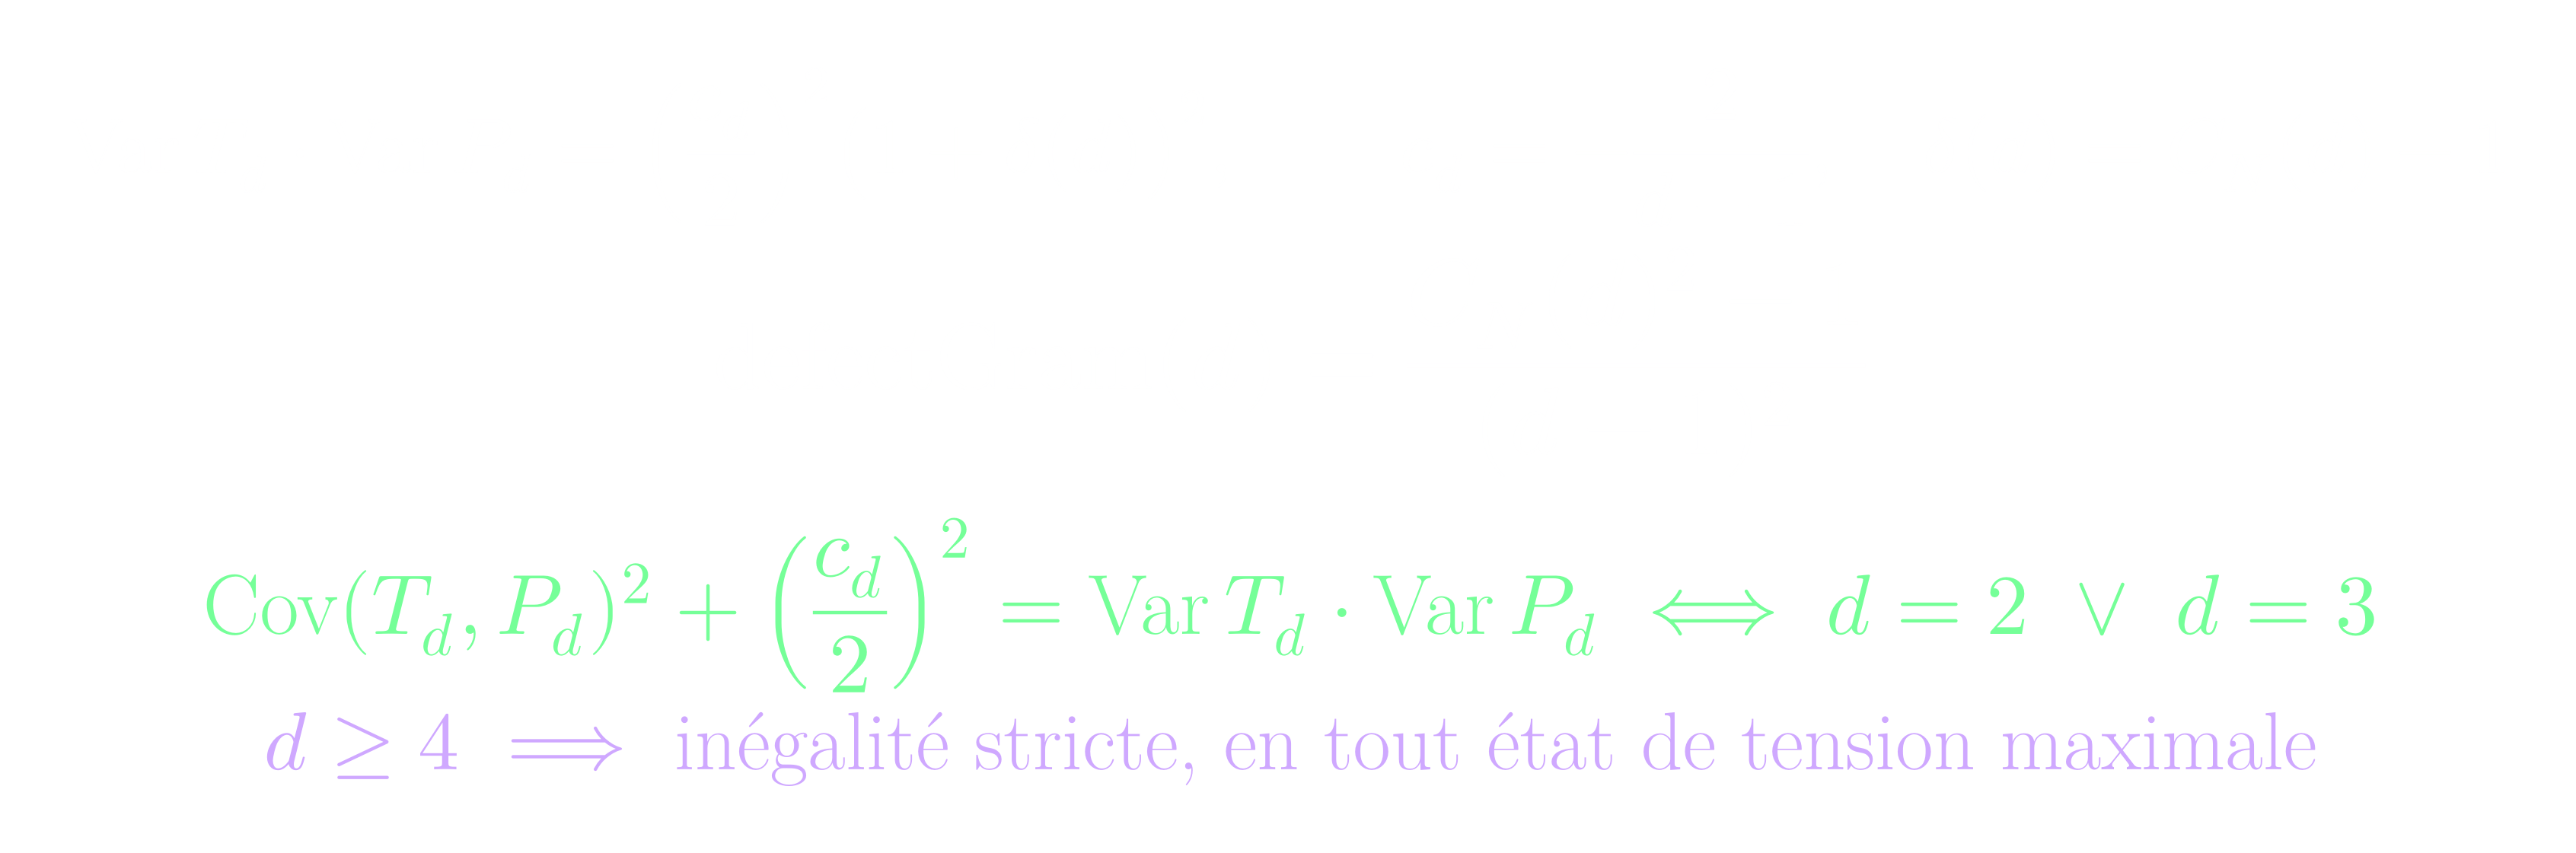 Cov(T_d, P_d)² + (c_d/2)² = Var T_d · Var P_d ⟺ d = 2 ∨ d = 3
d ≥ 4 ⟹ inégalité stricte, en tout état de tension maximale